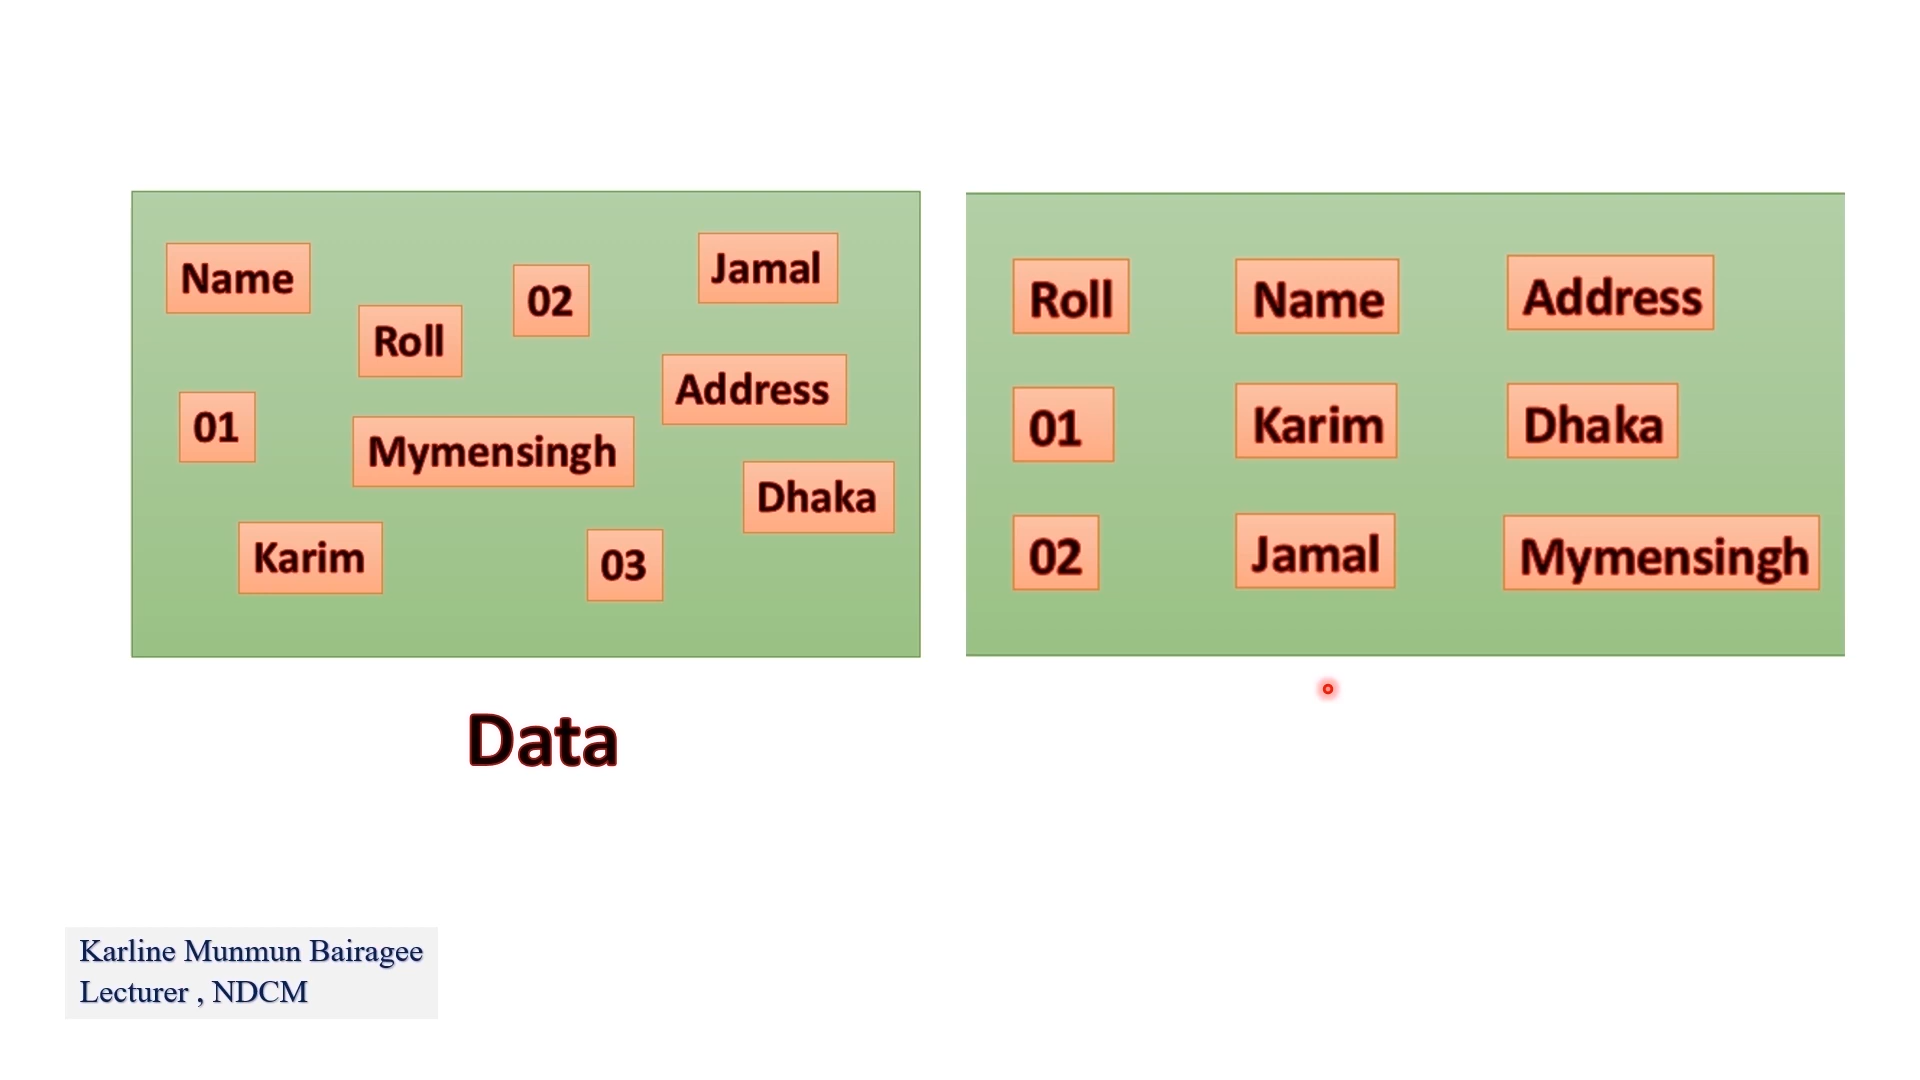 Name
02
Jamal
Roll
Address
01
Mymensingh
Dhaka
Karim
03
Data
Roll Name Address
01 Karim Dhaka
02 Jamal Mymensingh
Karline Munmun Bairagee
Lecturer , NDCM